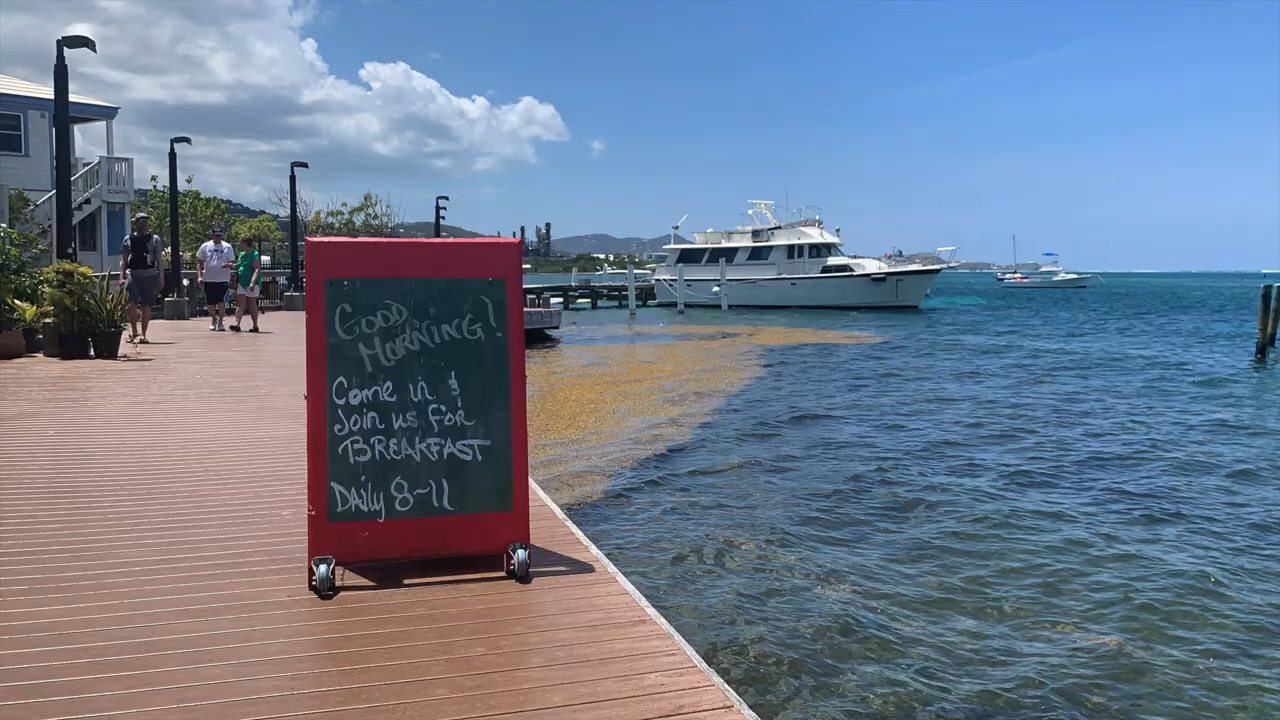 GOOD
MORNING!
Come in &
Join us for
BREAKFAST
Daily 8~11